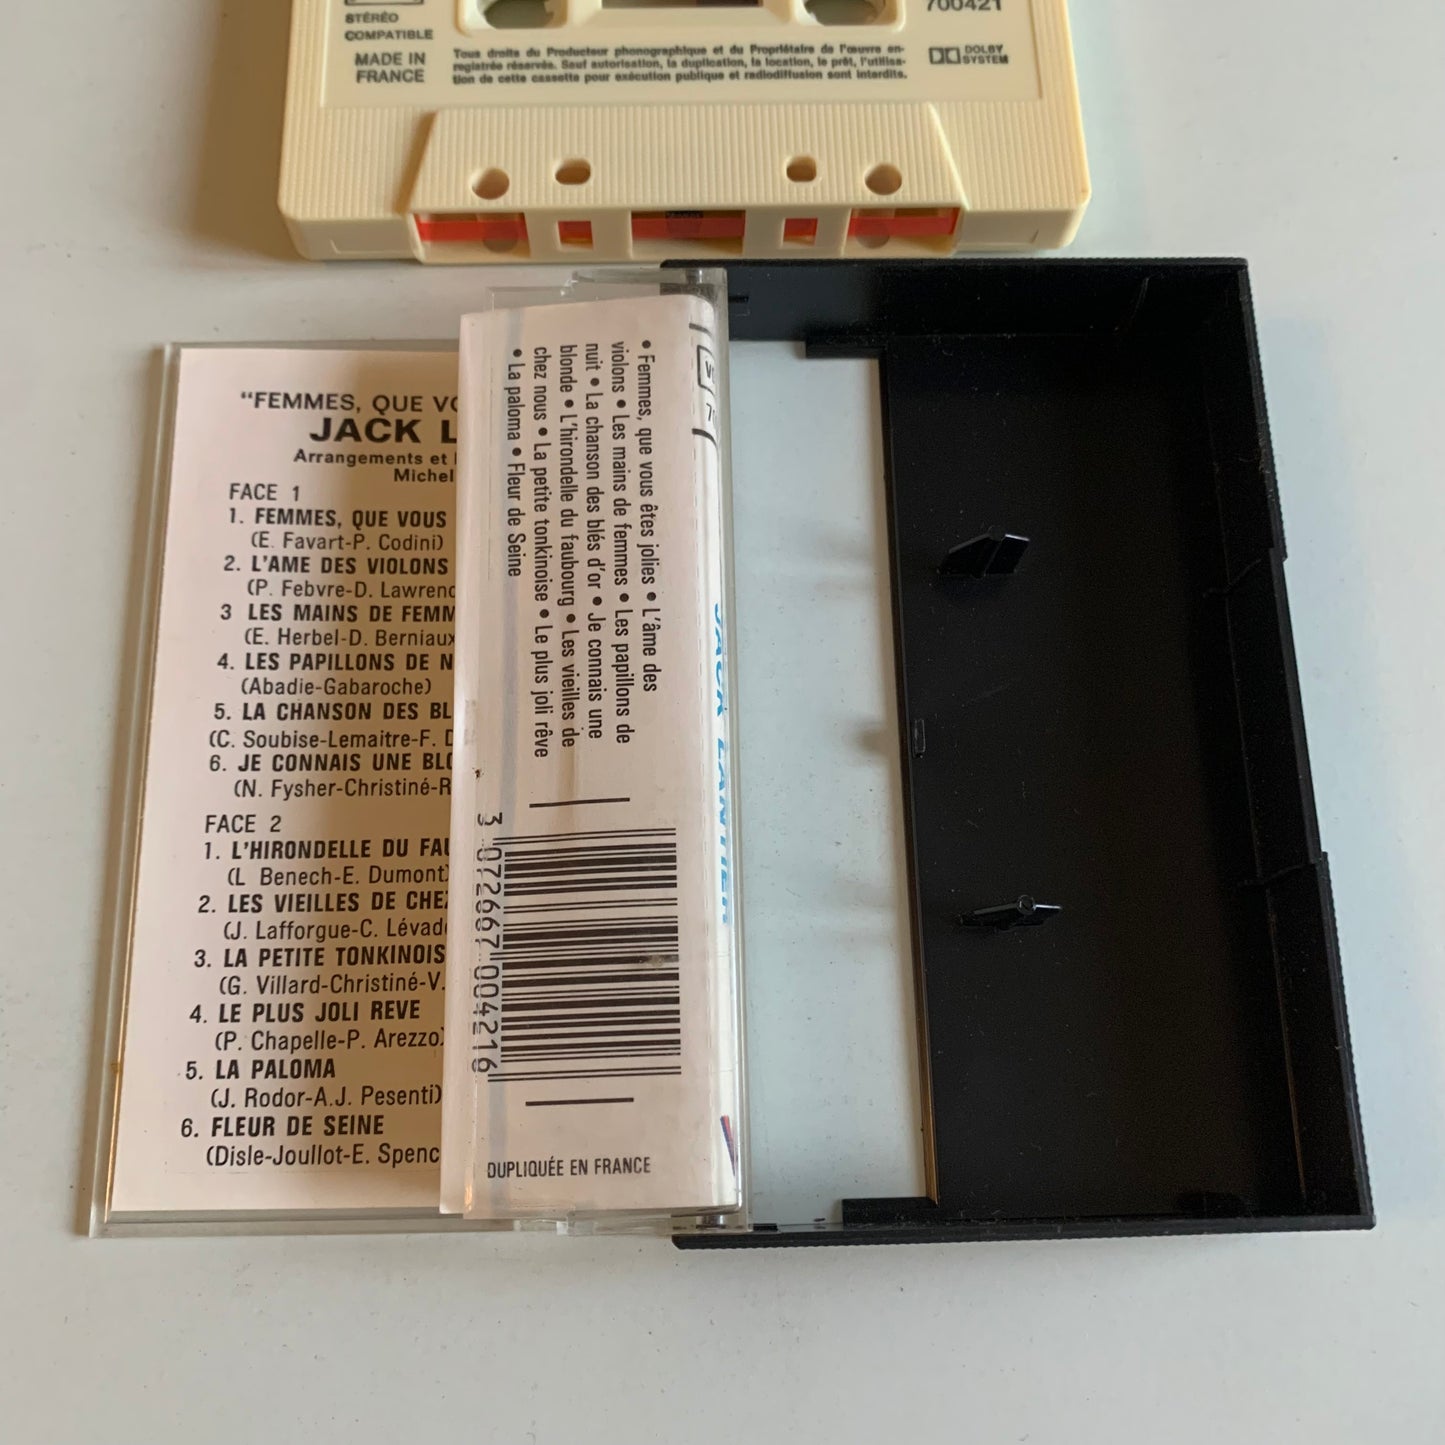 STÉRÉO
COMPATIBLE
MADE IN
FRANCE
Tous droits du Producteur phonographique et du Propriétaire de l'œuvre en-
registrée réservés. Sauf autorisation, la duplication, la location, le prêt, l'utilisa-
tion de cette cassette pour exécution publique et radiodiffusion sont interdits.
700421
DOLBY
SYSTEM
"FEMMES, QUE VO
JACK L
Arrangements et
Michel
FACE 1
1. FEMMES, QUE VOUS
(E. Favart-P. Codini)
2. L'AME DES VIOLONS
(P. Febvre-D. Lawrenc
3 LES MAINS DE FEMM
(E. Herbel-D. Berniaux
4. LES PAPILLONS DE N
(Abadie-Gabaroche)
5. LA CHANSON DES BL
(C. Soubise-Lemaitre-F. D
6. JE CONNAIS UNE BLO
(N. Fysher-Christiné-R
FACE 2
1. L'HIRONDELLE DU FAU
(L Benech-E. Dumont)
2. LES VIEILLES DE CHEZ
(J. Lafforgue-C. Lévad
3. LA PETITE TONKINOIS
(G. Villard-Christiné-V.
4. LE PLUS JOLI REVE
(P. Chapelle-P. Arezzo)
5. LA PALOMA
(J. Rodor-A.J. Pesenti)
6. FLEUR DE SEINE
(Disle-Joullot-E. Spenc
• Femmes, que vous êtes jolies • L'âme des
violons • Les mains de femmes • Les papillons de
nuit • La chanson des blés d'or • Je connais une
blonde • L'hirondelle du faubourg • Les vieilles de
chez nous • La petite tonkinoise • Le plus joli rêve
• La paloma • Fleur de Seine
3 072667 004216
DUPLIQUÉE EN FRANCE
JACK LANTIER